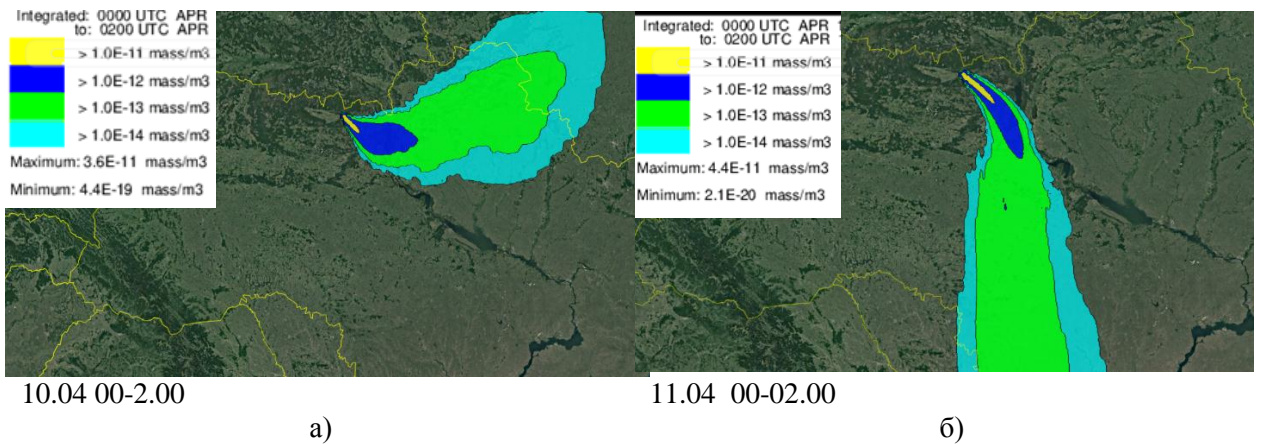 Integrated: 0000 UTC APR
to: 0200 UTC APR
> 1.0E-11 mass/m3
> 1.0E-12 mass/m3
> 1.0E-13 mass/m3
> 1.0E-14 mass/m3
Maximum: 3.6E-11 mass/m3
Minimum: 4.4E-19 mass/m3
10.04 00-2.00
а)
Integrated: 0000 UTC APR
to: 0200 UTC APR
> 1.0E-11 mass/m3
> 1.0E-12 mass/m3
> 1.0E-13 mass/m3
> 1.0E-14 mass/m3
Maximum: 4.4E-11 mass/m3
Minimum: 2.1E-20 mass/m3
11.04 00-02.00
б)